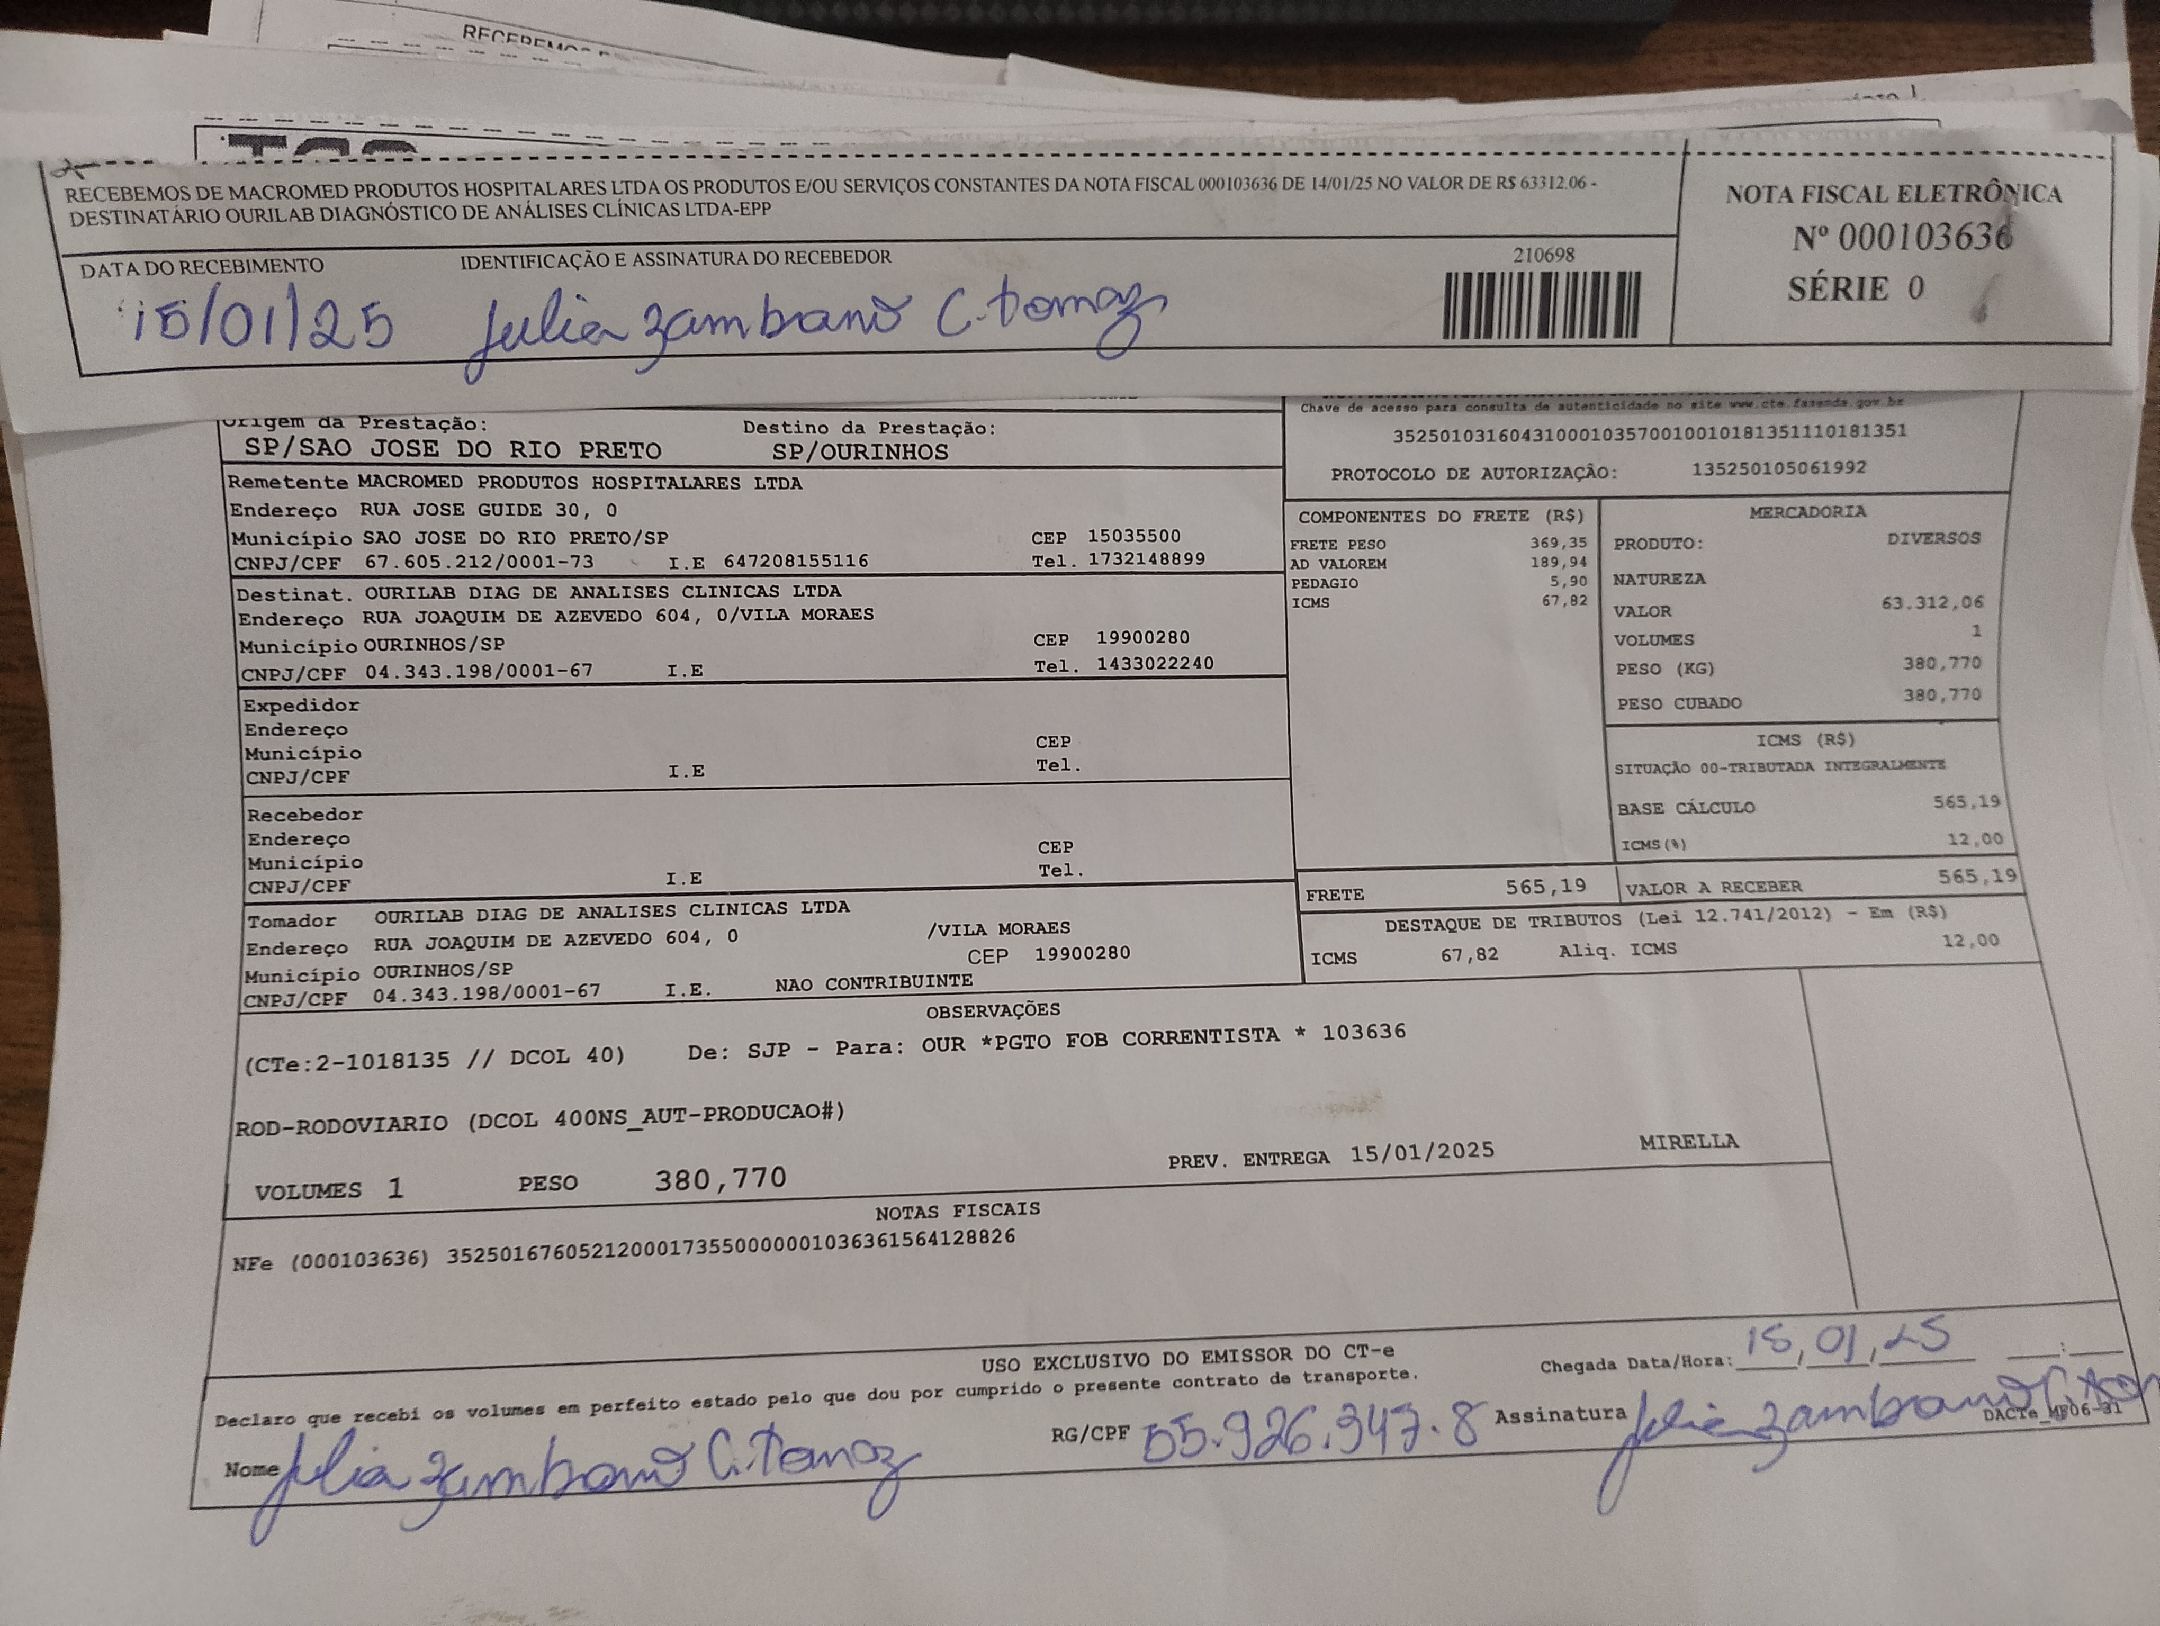 RECEBEMOS DE MACROMED PRODUTOS HOSPITALARES LTDA OS PRODUTOS E/OU SERVIÇOS CONSTANTES DA NOTA FISCAL 000103636 DE 14/01/25 NO VALOR DE R$ 63312.06 -
DESTINATÁRIO OURILAB DIAGNÓSTICO DE ANÁLISES CLÍNICAS LTDA-EPP
NOTA FISCAL ELETRÔNICA
Nº 000103636
SÉRIE 0
DATA DO RECEBIMENTO IDENTIFICAÇÃO E ASSINATURA DO RECEBEDOR
210698
15/01/25 Julia Zambano C. Tomaz
Origem da Prestação: Destino da Prestação:
SP/SAO JOSE DO RIO PRETO SP/OURINHOS
Chave de acesso para consulta de autenticidade no site www.cte.fazenda.gov.br
35250103160431000103570010010181351110181351
PROTOCOLO DE AUTORIZAÇÃO: 135250105061992
Remetente MACROMED PRODUTOS HOSPITALARES LTDA
Endereço RUA JOSE GUIDE 30, 0
Município SAO JOSE DO RIO PRETO/SP CEP 15035500
CNPJ/CPF 67.605.212/0001-73 I.E 647208155116 Tel. 1732148899
Destinat. OURILAB DIAG DE ANALISES CLINICAS LTDA
Endereço RUA JOAQUIM DE AZEVEDO 604, 0/VILA MORAES
Município OURINHOS/SP CEP 19900280
CNPJ/CPF 04.343.198/0001-67 I.E Tel. 1433022240
Expedidor
Endereço
Município CEP
CNPJ/CPF I.E Tel.
Recebedor
Endereço
Município CEP
CNPJ/CPF I.E Tel.
Tomador OURILAB DIAG DE ANALISES CLINICAS LTDA
Endereço RUA JOAQUIM DE AZEVEDO 604, 0 /VILA MORAES
Município OURINHOS/SP CEP 19900280
CNPJ/CPF 04.343.198/0001-67 I.E. NAO CONTRIBUINTE
COMPONENTES DO FRETE (R$)
FRETE PESO 369,35
AD VALOREM 189,94
PEDAGIO 5,90
ICMS 67,82
MERCADORIA
PRODUTO: DIVERSOS
NATUREZA
VALOR 63.312,06
VOLUMES 1
PESO (KG) 380,770
PESO CUBADO 380,770
ICMS (R$)
SITUAÇÃO 00-TRIBUTADA INTEGRALMENTE
BASE CÁLCULO 565,19
ICMS(%) 12,00
FRETE 565,19 VALOR A RECEBER 565,19
DESTAQUE DE TRIBUTOS (Lei 12.741/2012) - Em (R$)
ICMS 67,82 Aliq. ICMS 12,00
OBSERVAÇÕES
(CTe:2-1018135 // DCOL 40) De: SJP - Para: OUR *PGTO FOB CORRENTISTA * 103636
ROD-RODOVIARIO (DCOL 400NS_AUT-PRODUCAO#)
VOLUMES 1 PESO 380,770 PREV. ENTREGA 15/01/2025 MIRELLA
NOTAS FISCAIS
NFe (000103636) 35250167605212000173550000001036361564128826
USO EXCLUSIVO DO EMISSOR DO CT-e
Declaro que recebi os volumes em perfeito estado pelo que dou por cumprido o presente contrato de transporte.
Chegada Data/Hora: 15,01,25 :
Nome Julia Zambano C. Tomaz RG/CPF 55.926.947-8 Assinatura Julia Zambano C. Tom
DACTe_MF06-31